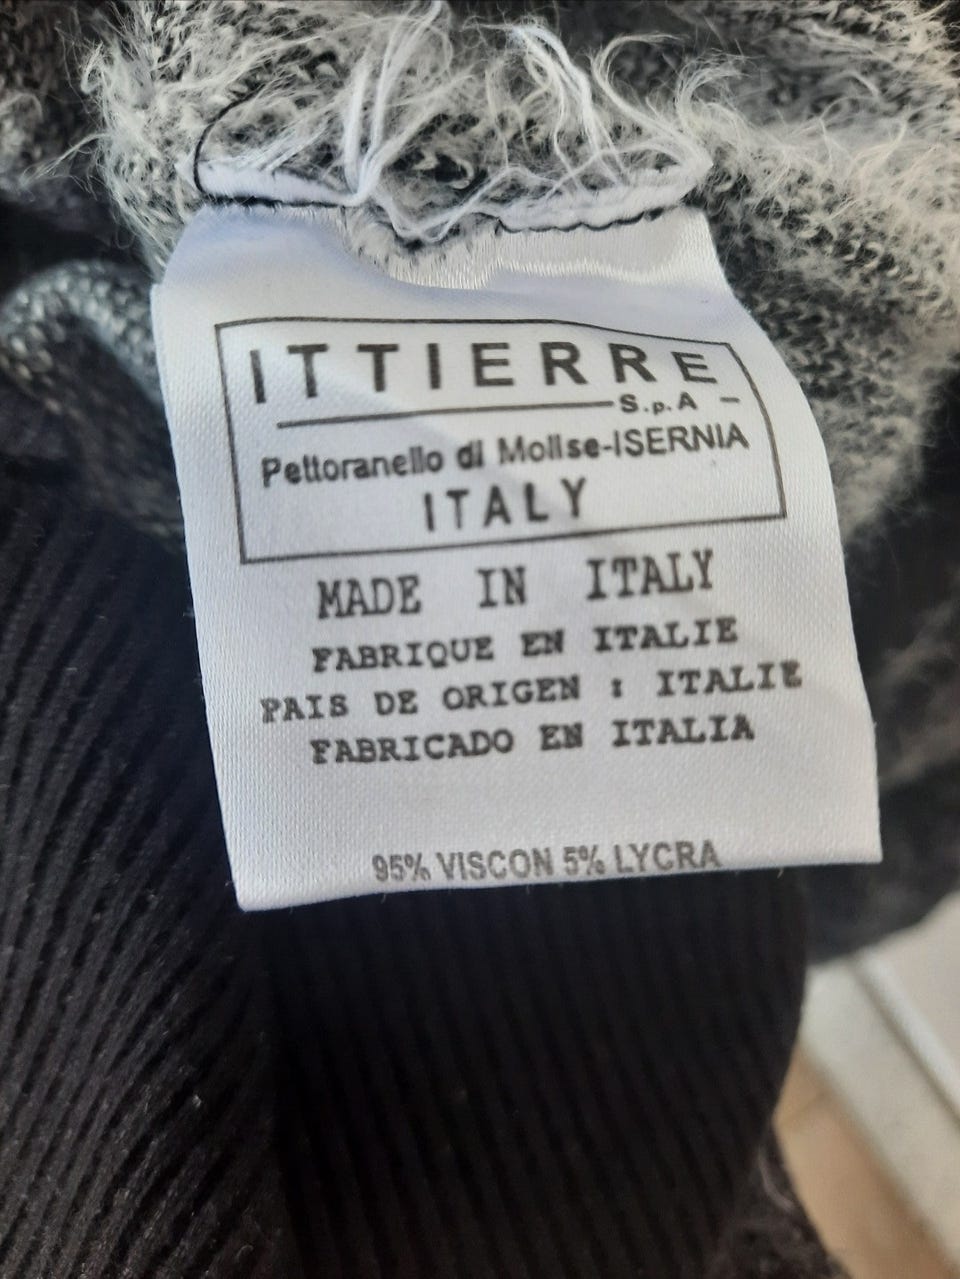 ITTIERRE
S.p.A -
Pettoranello di Molise-ISERNIA
ITALY
MADE IN ITALY
FABRIQUE EN ITALIE
PAIS DE ORIGEN : ITALIE
FABRICADO EN ITALIA
95% VISCON 5% LYCRA